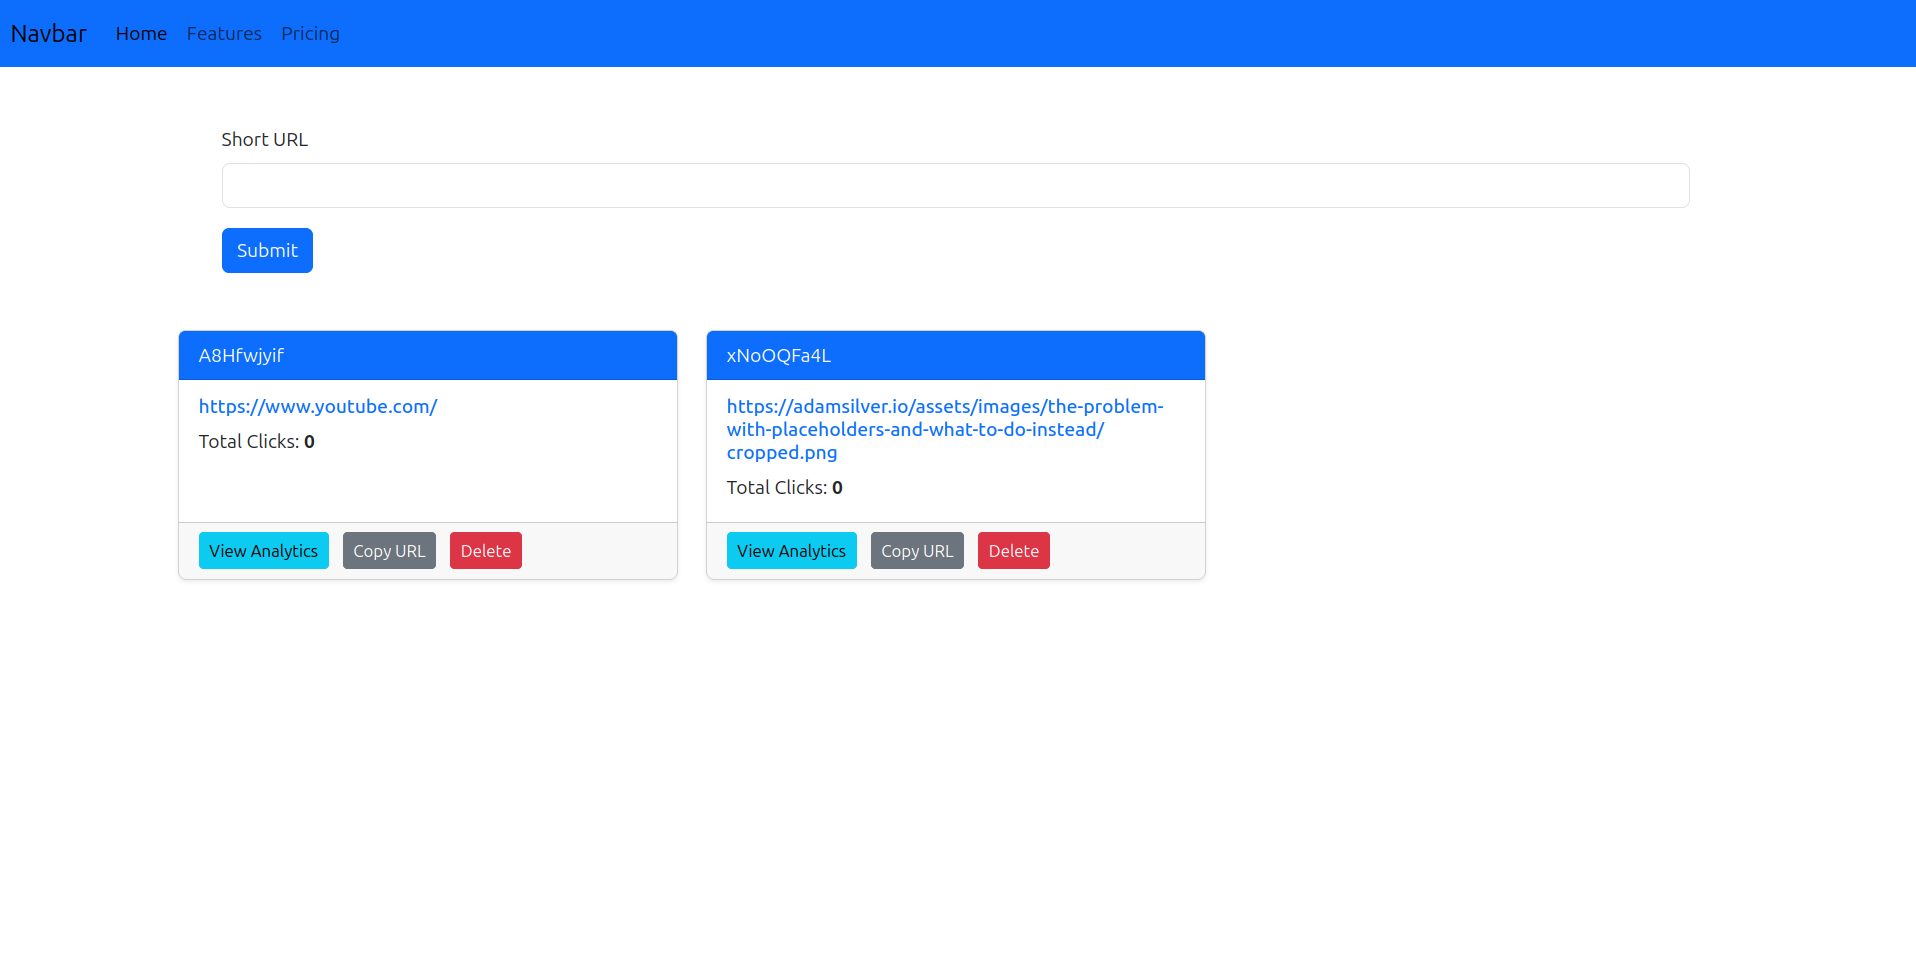 Navbar Home Features Pricing
Short URL
Submit
A8Hfwjyif
https://www.youtube.com/
Total Clicks: 0
View Analytics Copy URL Delete
xNoOQFa4L
https://adamsilver.io/assets/images/the-problem-
with-placeholders-and-what-to-do-instead/
cropped.png
Total Clicks: 0
View Analytics Copy URL Delete